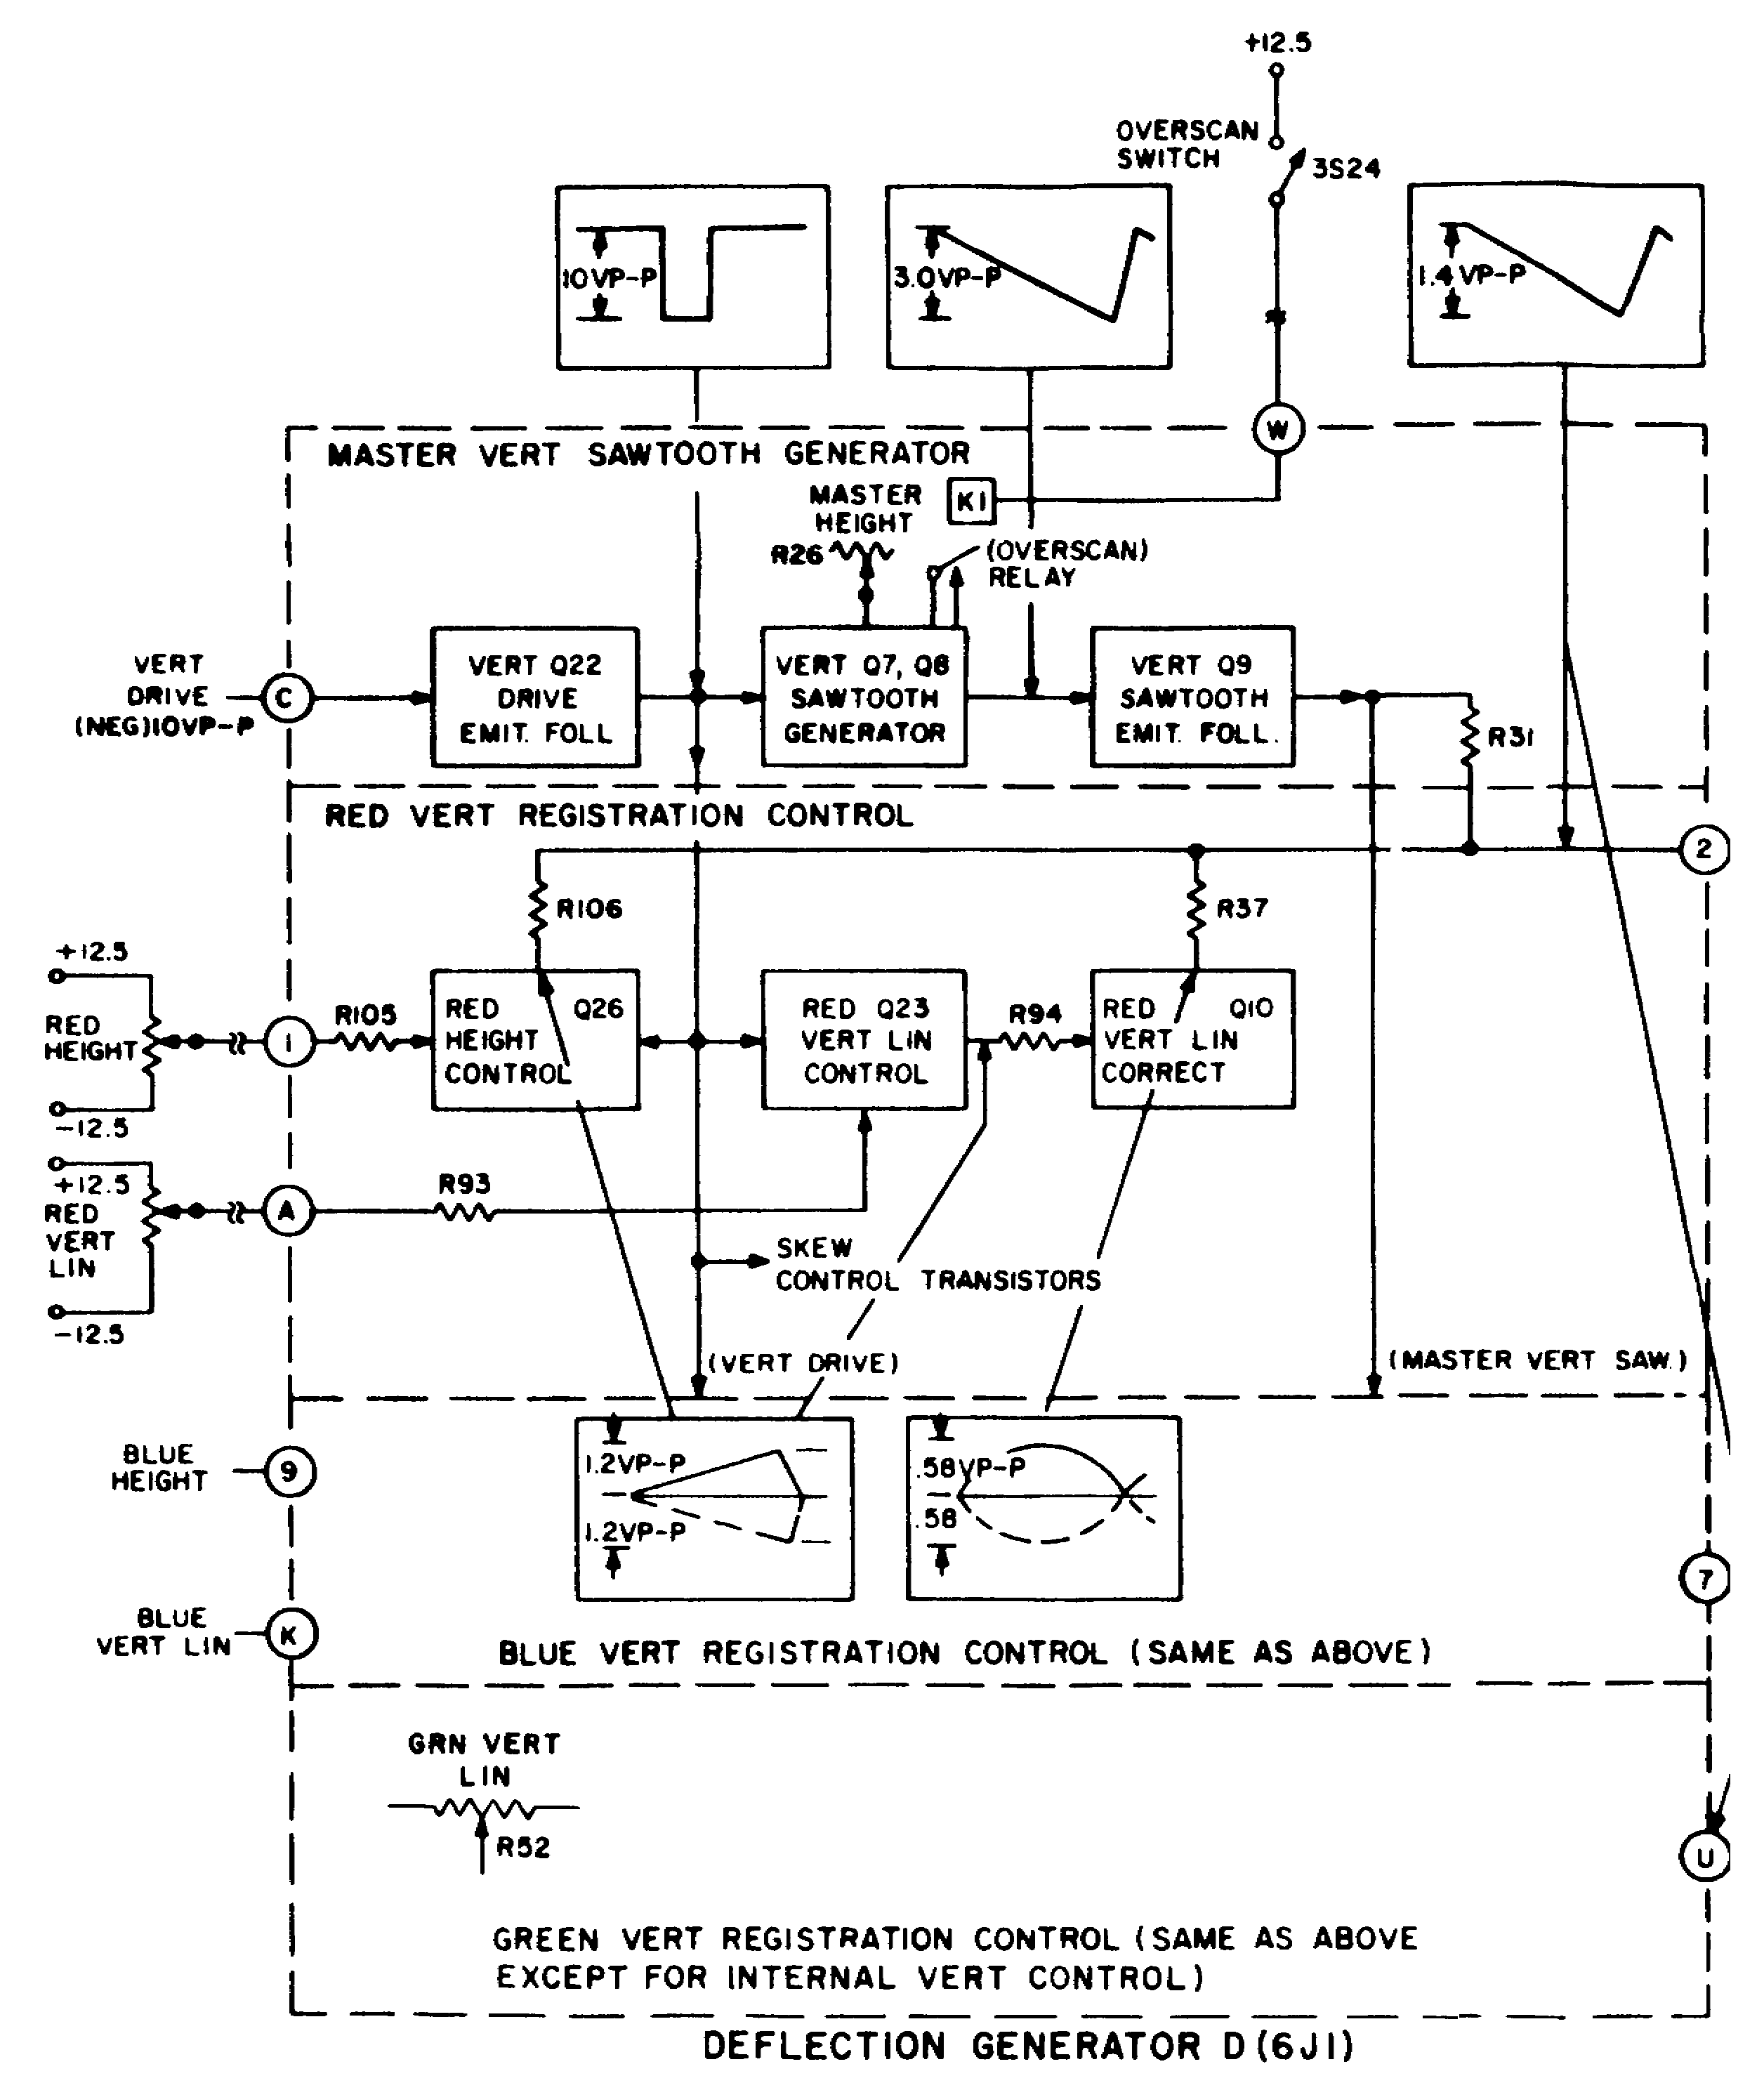 +12.5
OVERSCAN
SWITCH
3S24
10VP-P
3.0VP-P
1.4VP-P
W
MASTER VERT SAWTOOTH GENERATOR
MASTER
HEIGHT
K1
R26
(OVERSCAN)
RELAY
VERT
DRIVE
(NEG)10VP-P
C
VERT Q22
DRIVE
EMIT. FOLL
VERT Q7, Q8
SAWTOOTH
GENERATOR
VERT Q9
SAWTOOTH
EMIT. FOLL.
R31
RED VERT REGISTRATION CONTROL
2
R106
R37
+12.5
RED
HEIGHT
-12.5
1
R105
RED Q26
HEIGHT
CONTROL
RED Q23
VERT LIN
CONTROL
R94
RED Q10
VERT LIN
CORRECT
+12.5
RED
VERT
LIN
-12.5
A
R93
SKEW
CONTROL TRANSISTORS
(VERT DRIVE)
(MASTER VERT SAW.)
BLUE
HEIGHT
9
1.2VP-P
1.2VP-P
.58VP-P
.58
7
BLUE
VERT LIN
K
BLUE VERT REGISTRATION CONTROL (SAME AS ABOVE)
GRN VERT
LIN
R52
U
GREEN VERT REGISTRATION CONTROL (SAME AS ABOVE
EXCEPT FOR INTERNAL VERT CONTROL)
DEFLECTION GENERATOR D (6J1)